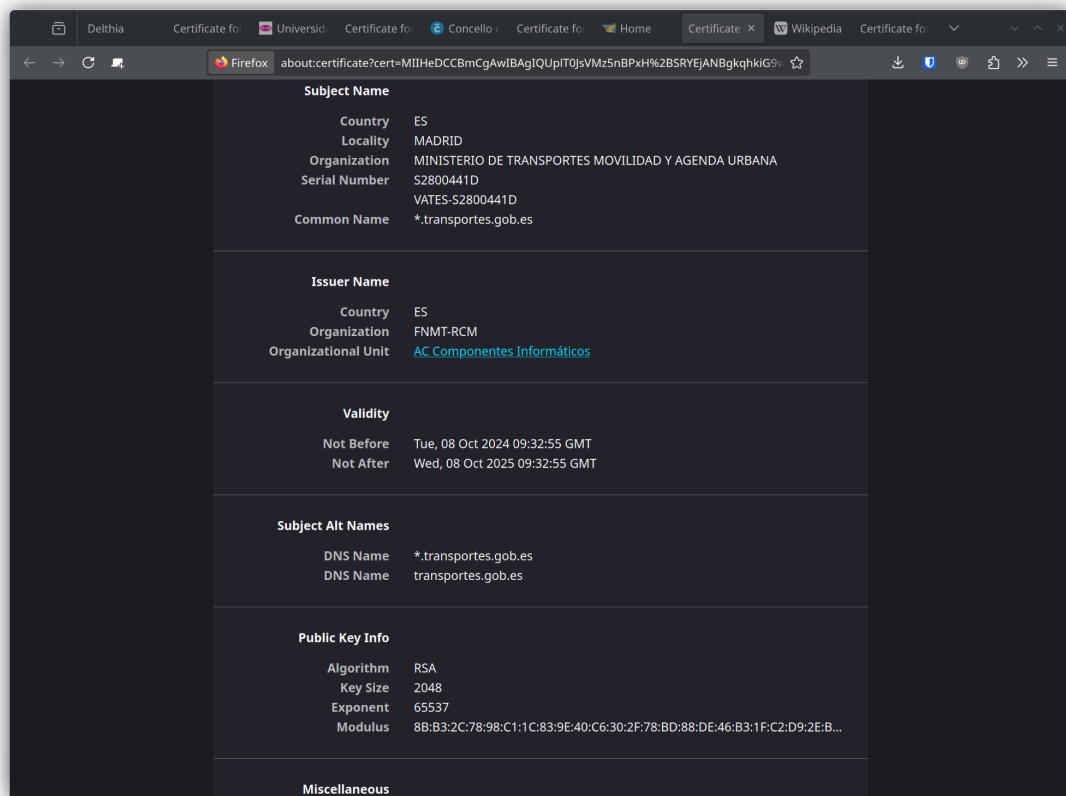 Delthia Certificate fo Universid Certificate fo Concello Certificate fo Home Certificate Wikipedia Certificate fo
Firefox about:certificate?cert=MIIHeDCCBmCgAwIBAgIQUplT0JsVMz5nBPxH%2BSRYEjANBgkqhkiG9w
Subject Name
Country ES
Locality MADRID
Organization MINISTERIO DE TRANSPORTES MOVILIDAD Y AGENDA URBANA
Serial Number S2800441D
VATES-S2800441D
Common Name *.transportes.gob.es
Issuer Name
Country ES
Organization FNMT-RCM
Organizational Unit AC Componentes Informáticos
Validity
Not Before Tue, 08 Oct 2024 09:32:55 GMT
Not After Wed, 08 Oct 2025 09:32:55 GMT
Subject Alt Names
DNS Name *.transportes.gob.es
DNS Name transportes.gob.es
Public Key Info
Algorithm RSA
Key Size 2048
Exponent 65537
Modulus 8B:B3:2C:78:98:C1:1C:83:9E:40:C6:30:2F:78:BD:88:DE:46:B3:1F:C2:D9:2E:B...
Miscellaneous